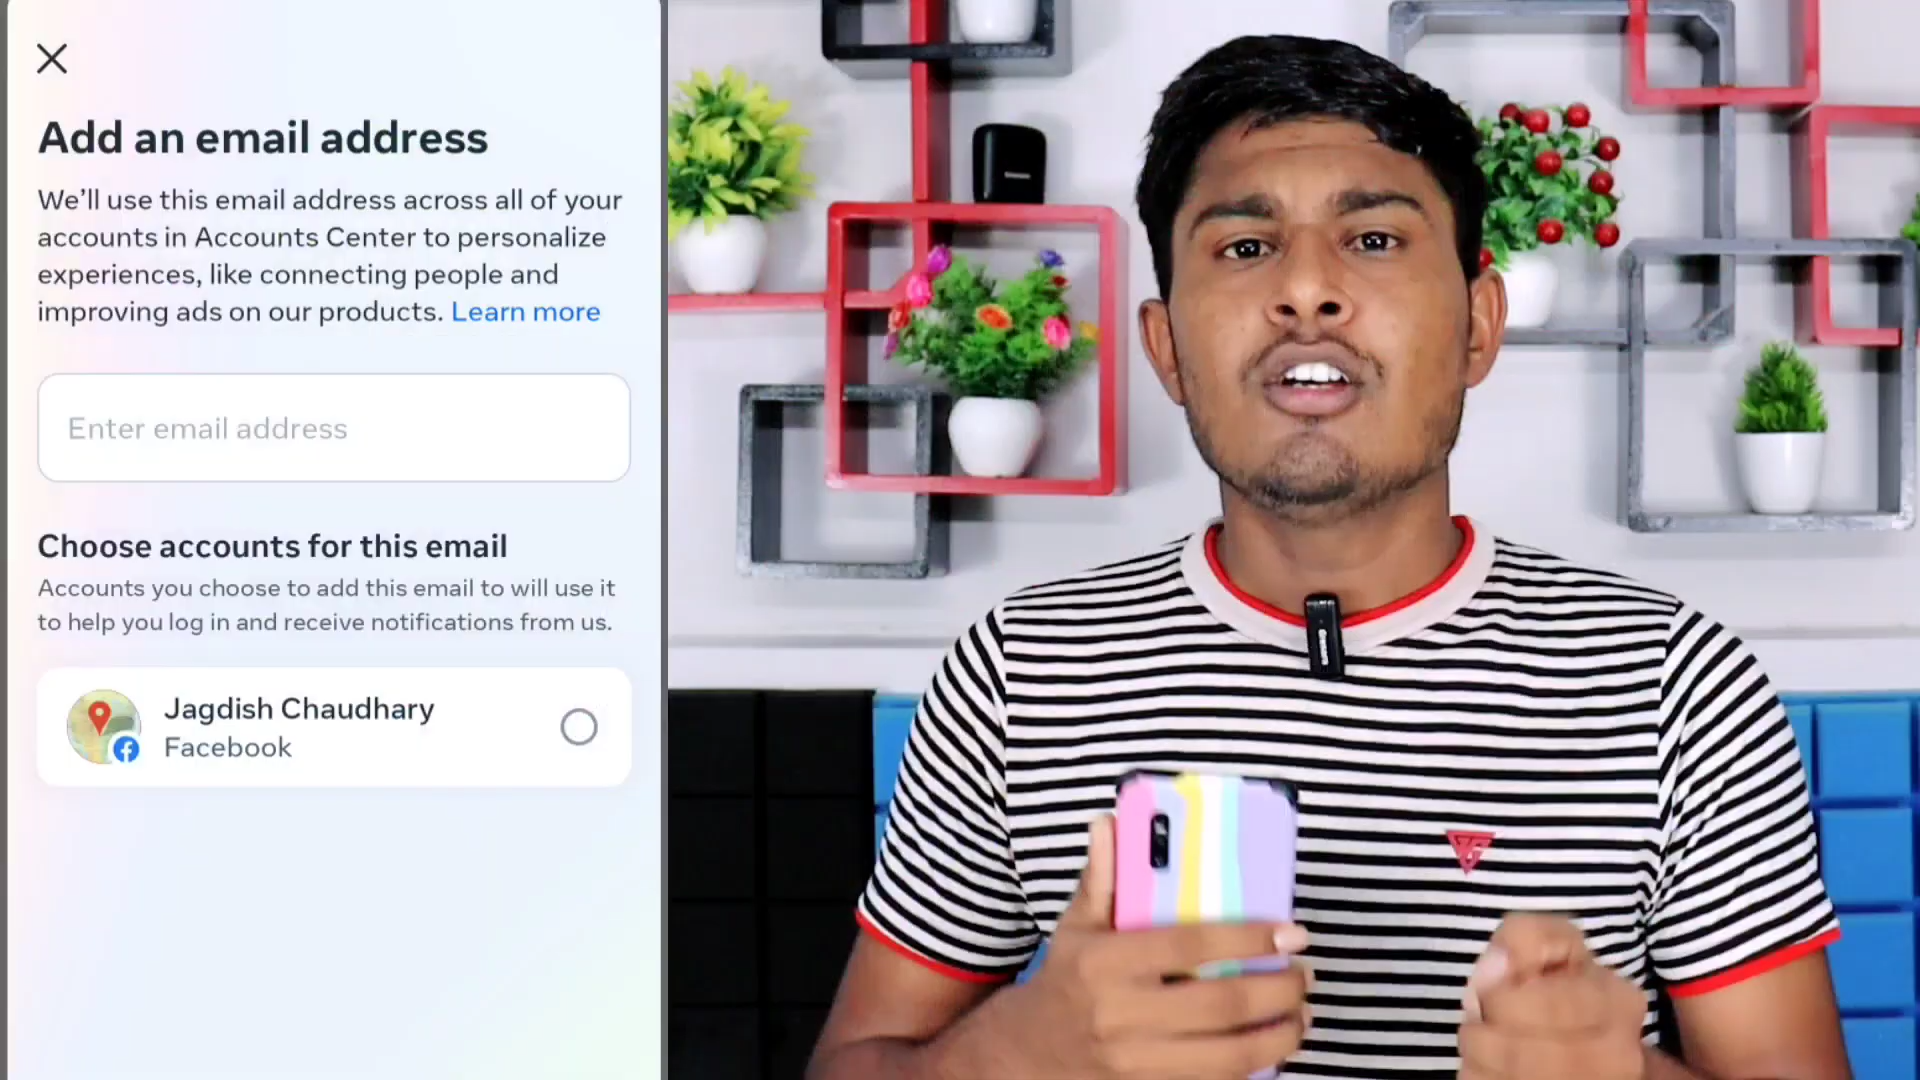 Add an email address
We'll use this email address across all of your
accounts in Accounts Center to personalize
experiences, like connecting people and
improving ads on our products. Learn more
Enter email address
Choose accounts for this email
Accounts you choose to add this email to will use it
to help you log in and receive notifications from us.
Jagdish Chaudhary
Facebook